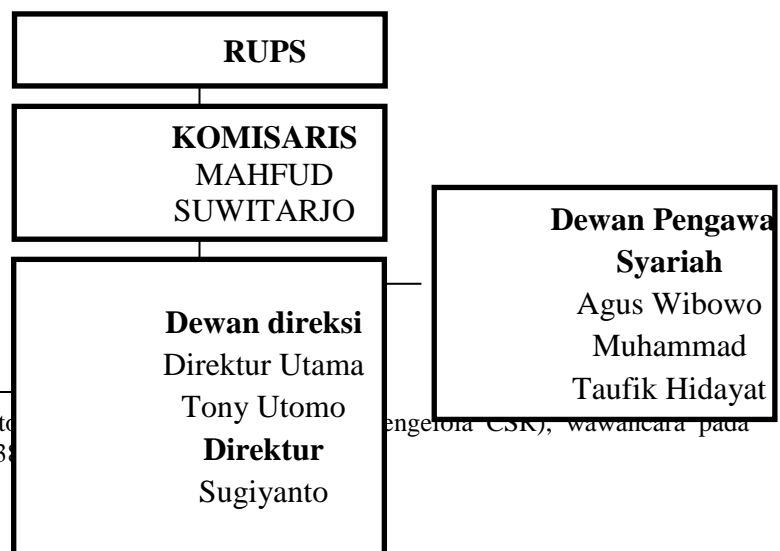 RUPS
KOMISARIS
MAHFUD
SUWITARJO
Dewan Pengawa
Syariah
Agus Wibowo
Muhammad
Taufik Hidayat
Dewan direksi
Direktur Utama
Tony Utomo
Direktur
Sugiyanto
CSR), wawancara pada